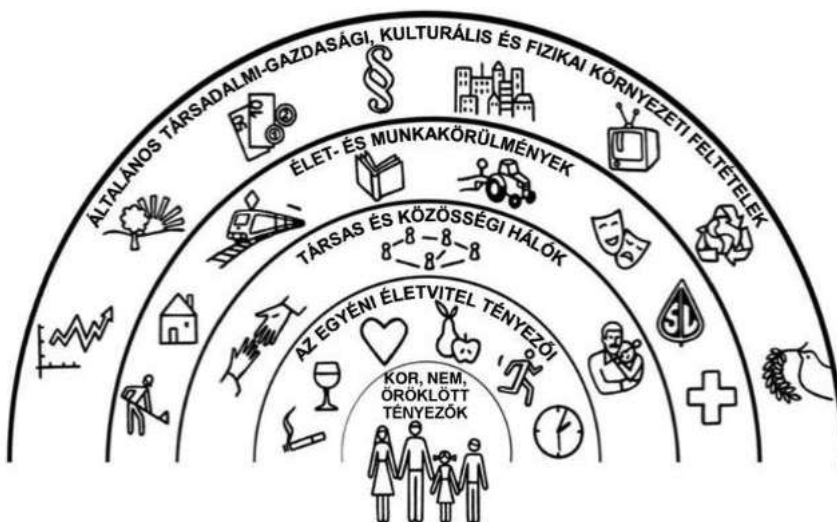 ÁLTALÁNOS TÁRSADALMI-GAZDASÁGI, KULTURÁLIS ÉS FIZIKAI KÖRNYEZETI FELTÉTELEK
ÉLET- ÉS MUNKAKÖRÜLMÉNYEK
TÁRSAS ÉS KÖZÖSSÉGI HÁLÓK
AZ EGYÉNI ÉLETVITEL TÉNYEZŐI
KOR, NEM,
ÖRÖKLÖTT
TÉNYEZŐK